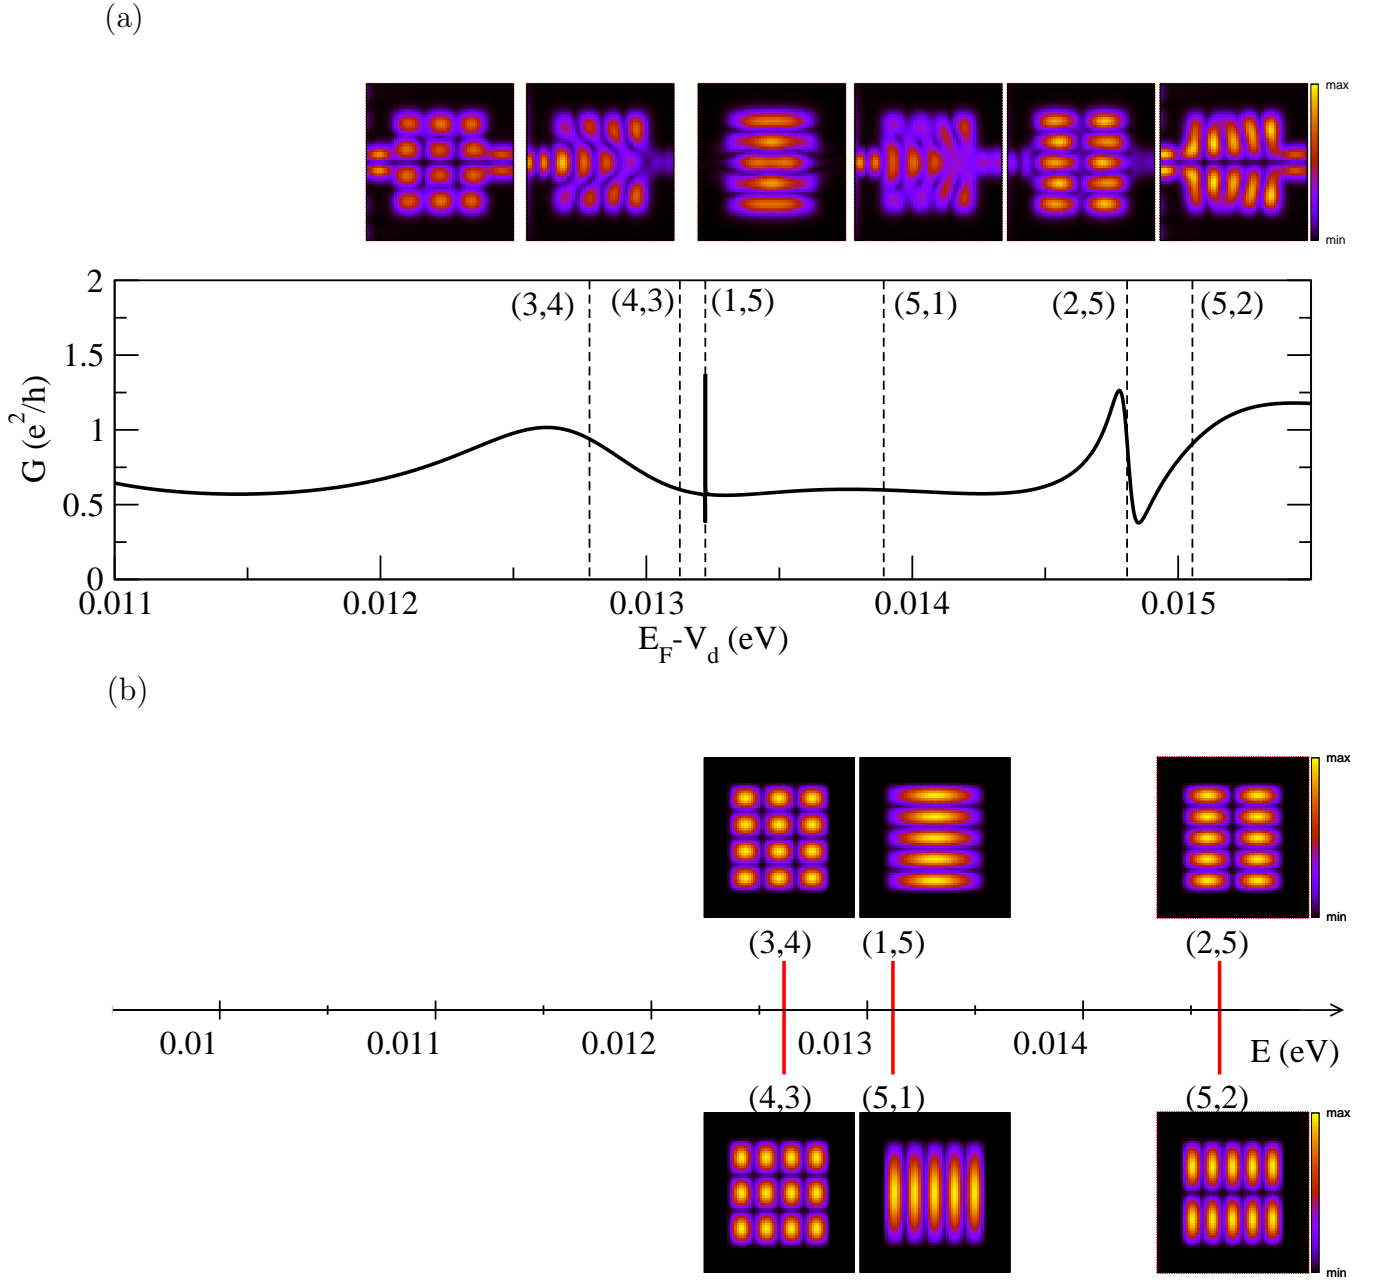 (a)
max
min
2
(3,4) (4,3) (1,5) (5,1) (2,5) (5,2)
1.5
1
0.5
0
G (e²/h)
0.011 0.012 0.013 0.014 0.015
E_F-V_d (eV)
(b)
max
min
(3,4) (1,5) (2,5)
0.01 0.011 0.012 0.013 0.014 E (eV)
(4,3) (5,1) (5,2)
max
min